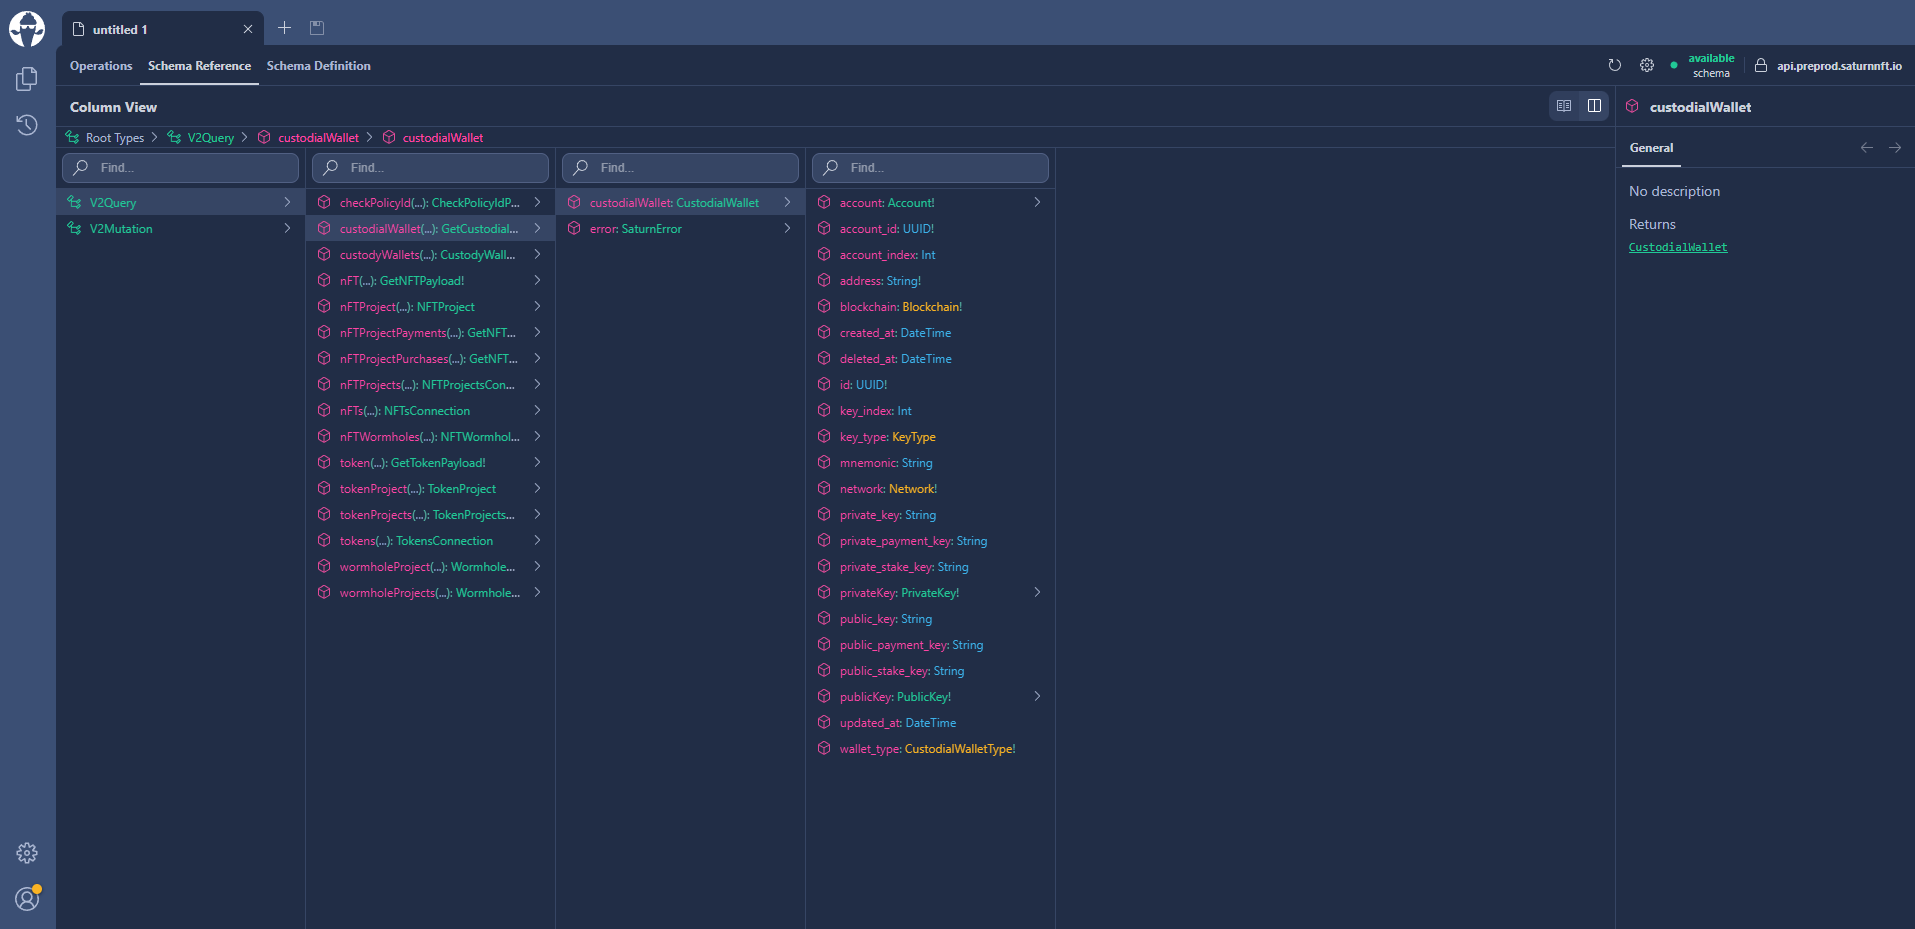 untitled 1
Operations
Schema Reference
Schema Definition
available
schema
api.preprod.saturnnft.io
Column View
Root Types
V2Query
custodialWallet
custodialWallet
Find...
V2Query
V2Mutation
Find...
checkPolicyId(...): CheckPolicyIdP...
custodialWallet(...): GetCustodial...
custodyWallets(...): CustodyWall...
nFT(...): GetNFTPayload!
nFTProject(...): NFTProject
nFTProjectPayments(...): GetNFT...
nFTProjectPurchases(...): GetNFT...
nFTProjects(...): NFTProjectsCon...
nFTs(...): NFTsConnection
nFTWormholes(...): NFTWormhol...
token(...): GetTokenPayload!
tokenProject(...): TokenProject
tokenProjects(...): TokenProjects...
tokens(...): TokensConnection
wormholeProject(...): Wormhole...
wormholeProjects(...): Wormhole...
Find...
custodialWallet: CustodialWallet
error: SaturnError
Find...
account: Account!
account_id: UUID!
account_index: Int
address: String!
blockchain: Blockchain!
created_at: DateTime
deleted_at: DateTime
id: UUID!
key_index: Int
key_type: KeyType
mnemonic: String
network: Network!
private_key: String
private_payment_key: String
private_stake_key: String
privateKey: PrivateKey!
public_key: String
public_payment_key: String
public_stake_key: String
publicKey: PublicKey!
updated_at: DateTime
wallet_type: CustodialWalletType!
custodialWallet
General
No description
Returns
CustodialWallet